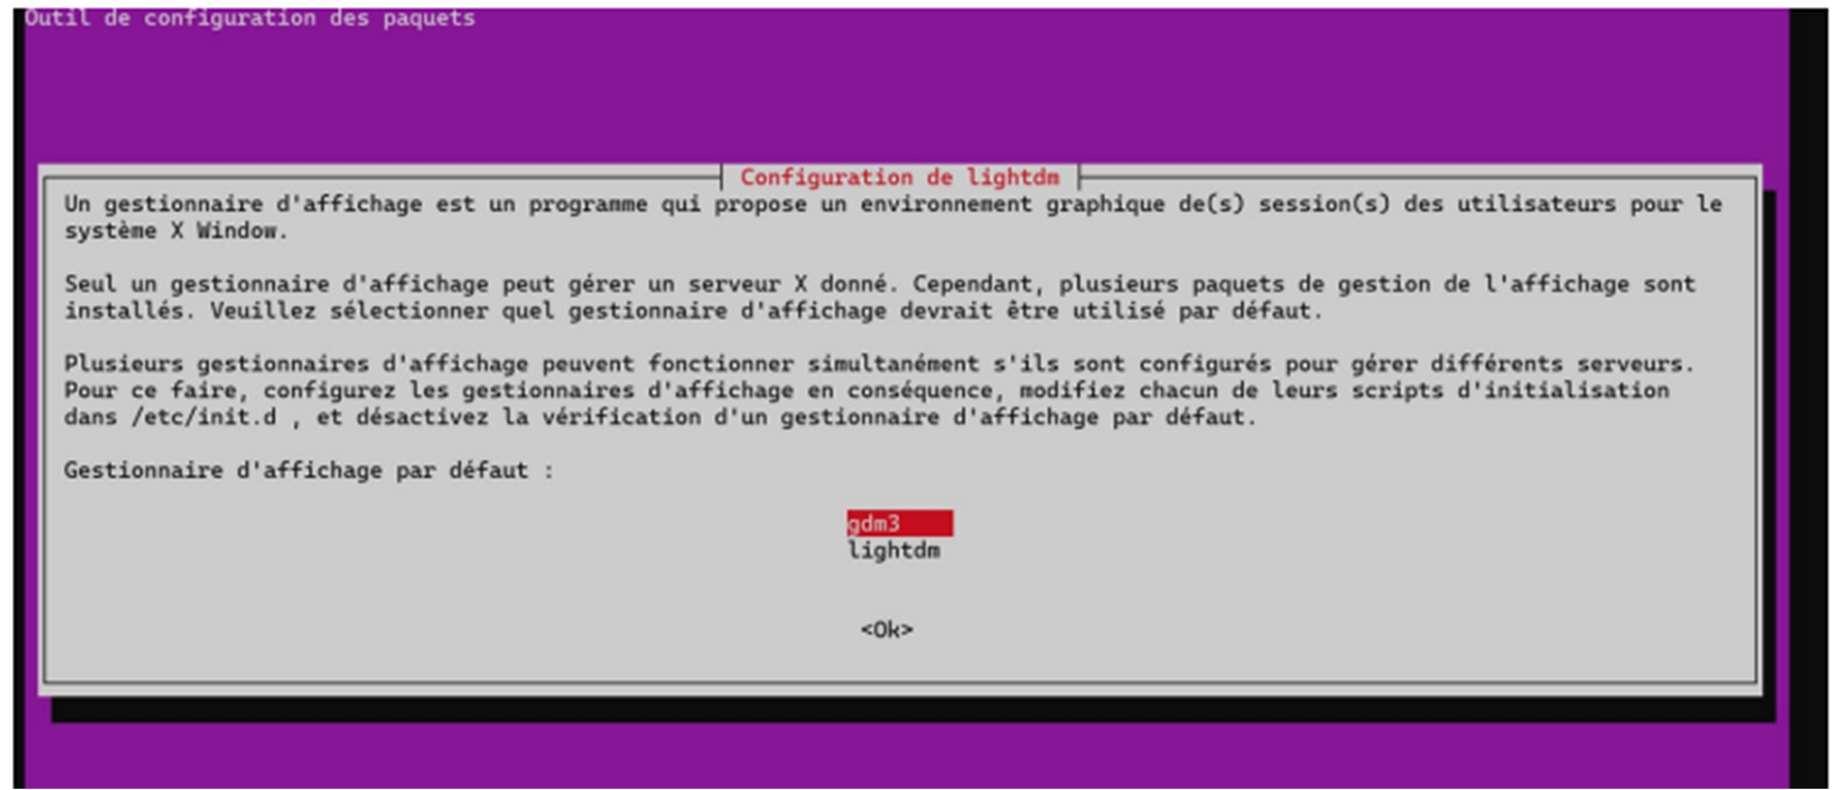 Outil de configuration des paquets
Configuration de lightdm
Un gestionnaire d'affichage est un programme qui propose un environnement graphique de(s) session(s) des utilisateurs pour le
système X Window.
Seul un gestionnaire d'affichage peut gérer un serveur X donné. Cependant, plusieurs paquets de gestion de l'affichage sont
installés. Veuillez sélectionner quel gestionnaire d'affichage devrait être utilisé par défaut.
Plusieurs gestionnaires d'affichage peuvent fonctionner simultanément s'ils sont configurés pour gérer différents serveurs.
Pour ce faire, configurez les gestionnaires d'affichage en conséquence, modifiez chacun de leurs scripts d'initialisation
dans /etc/init.d , et désactivez la vérification d'un gestionnaire d'affichage par défaut.
Gestionnaire d'affichage par défaut :
gdm3
lightdm
<Ok>